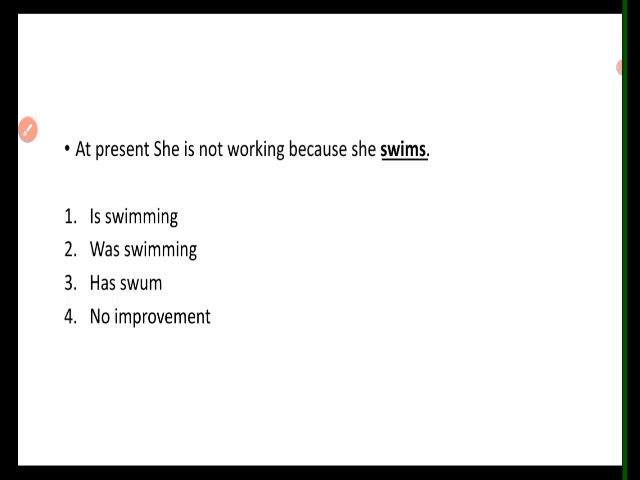 • At present She is not working because she swims.
1. Is swimming
2. Was swimming
3. Has swum
4. No improvement